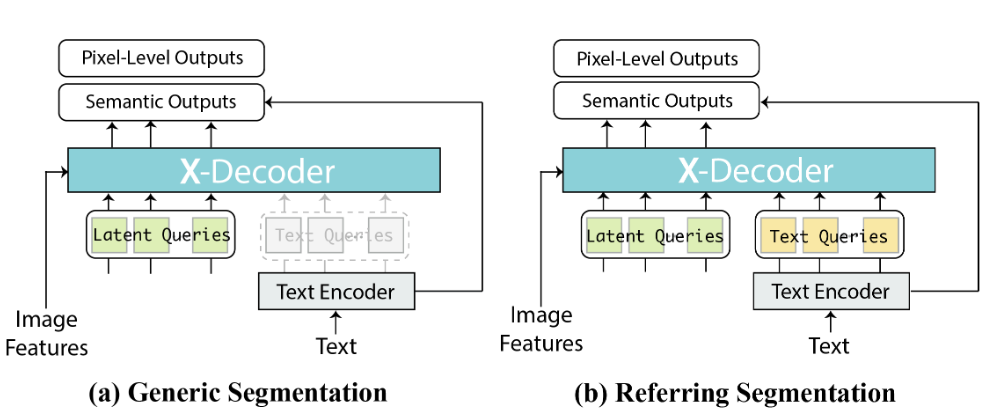 Pixel-Level Outputs
Semantic Outputs
X-Decoder
Latent Queries
Text Queries
Text Encoder
Image
Features
Text
(a) Generic Segmentation
Pixel-Level Outputs
Semantic Outputs
X-Decoder
Latent Queries
Text Queries
Text Encoder
Image
Features
Text
(b) Referring Segmentation